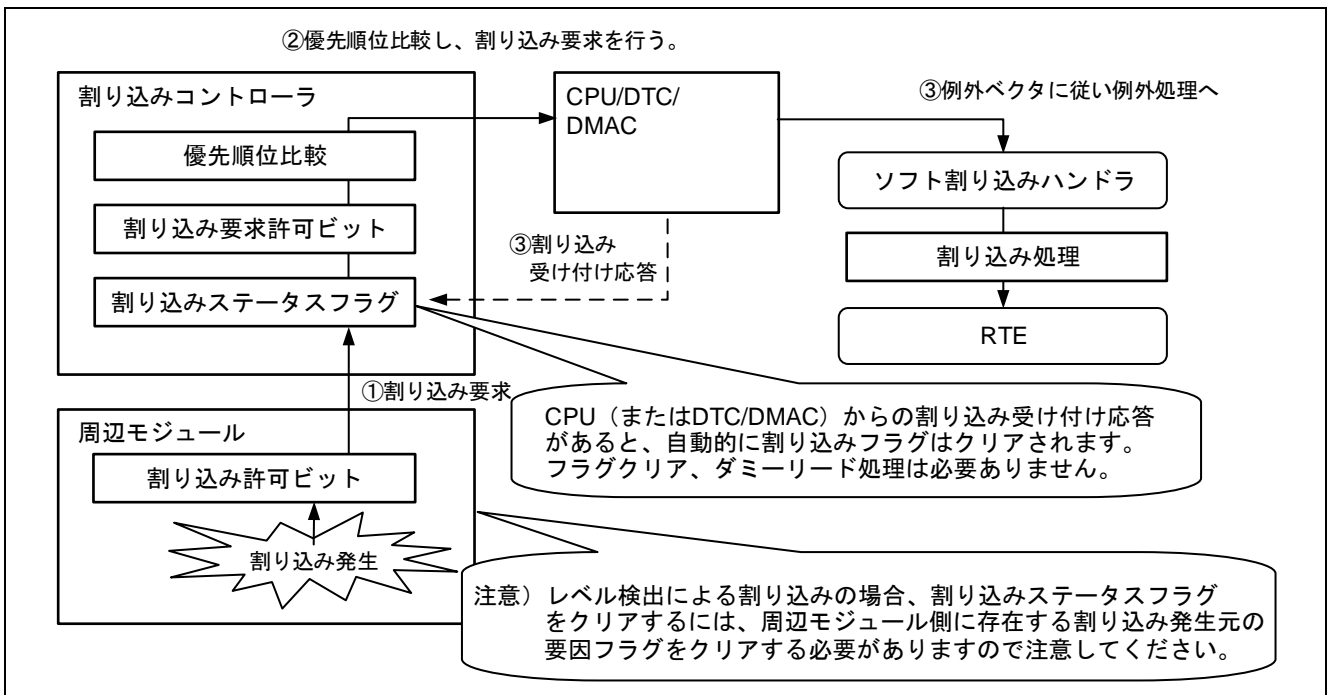 ②優先順位比較し、割り込み要求を行う。
割り込みコントローラ
優先順位比較
割り込み要求許可ビット
割り込みステータスフラグ
CPU/DTC/
DMAC
③例外ベクタに従い例外処理へ
ソフト割り込みハンドラ
割り込み処理
RTE
③割り込み
受け付け応答
①割り込み要求
周辺モジュール
割り込み許可ビット
割り込み発生
CPU(またはDTC/DMAC)からの割り込み受け付け応答
があると、自動的に割り込みフラグはクリアされます。
フラグクリア、ダミーリード処理は必要ありません。
注意)レベル検出による割り込みの場合、割り込みステータスフラグ
をクリアするには、周辺モジュール側に存在する割り込み発生元の
要因フラグをクリアする必要がありますので注意してください。